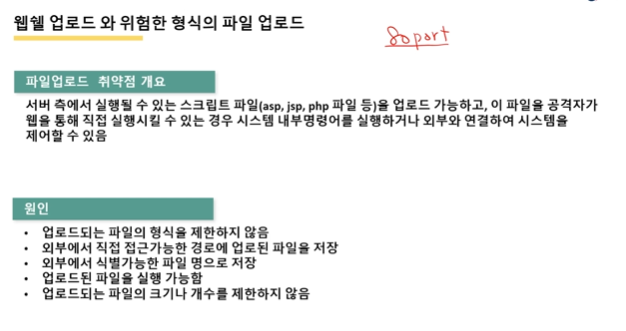 웹쉘 업로드 와 위험한 형식의 파일 업로드
80 port
파일업로드 취약점 개요
서버 측에서 실행될 수 있는 스크립트 파일(asp, jsp, php 파일 등)을 업로드 가능하고, 이 파일을 공격자가
웹을 통해 직접 실행시킬 수 있는 경우 시스템 내부명령어를 실행하거나 외부와 연결하여 시스템을
제어할 수 있음
원인
• 업로드되는 파일의 형식을 제한하지 않음
• 외부에서 직접 접근가능한 경로에 업로된 파일을 저장
• 외부에서 식별가능한 파일 명으로 저장
• 업로드된 파일을 실행 가능함
• 업로드되는 파일의 크기나 개수를 제한하지 않음